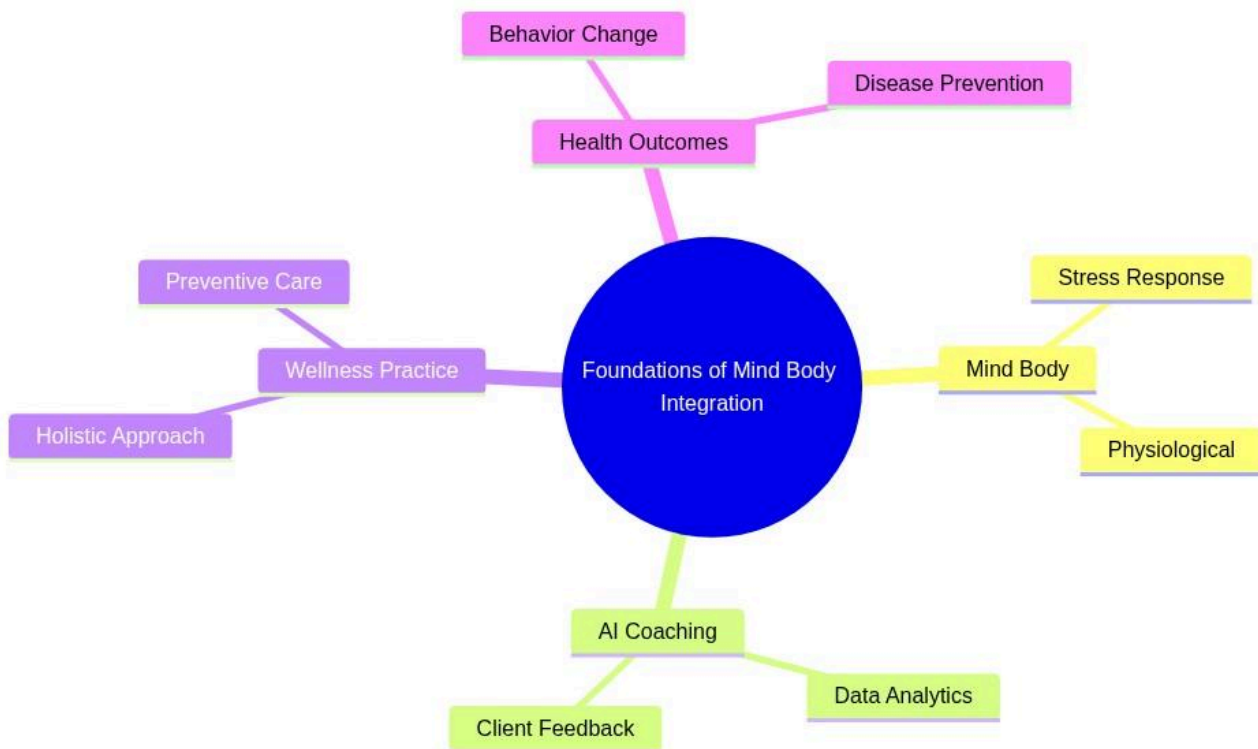 Behavior Change
Disease Prevention
Health Outcomes
Preventive Care
Stress Response
Wellness Practice
Foundations of Mind Body
Integration
Mind Body
Holistic Approach
Physiological
AI Coaching
Data Analytics
Client Feedback